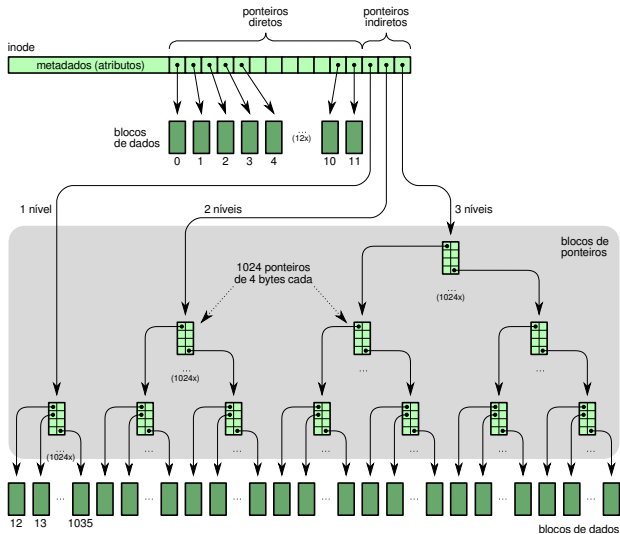 ponteiros
diretos
ponteiros
indiretos
inode
metadados (atributos)
blocos
de dados
...
(12x)
0
1
2
3
4
10
11
1 nível
2 níveis
3 níveis
blocos de
ponteiros
1024 ponteiros
de 4 bytes cada
...
(1024x)
...
(1024x)
...
...
...
(1024x)
...
...
...
...
...
...
...
...
...
...
...
...
...
12
13
1035
blocos de dados